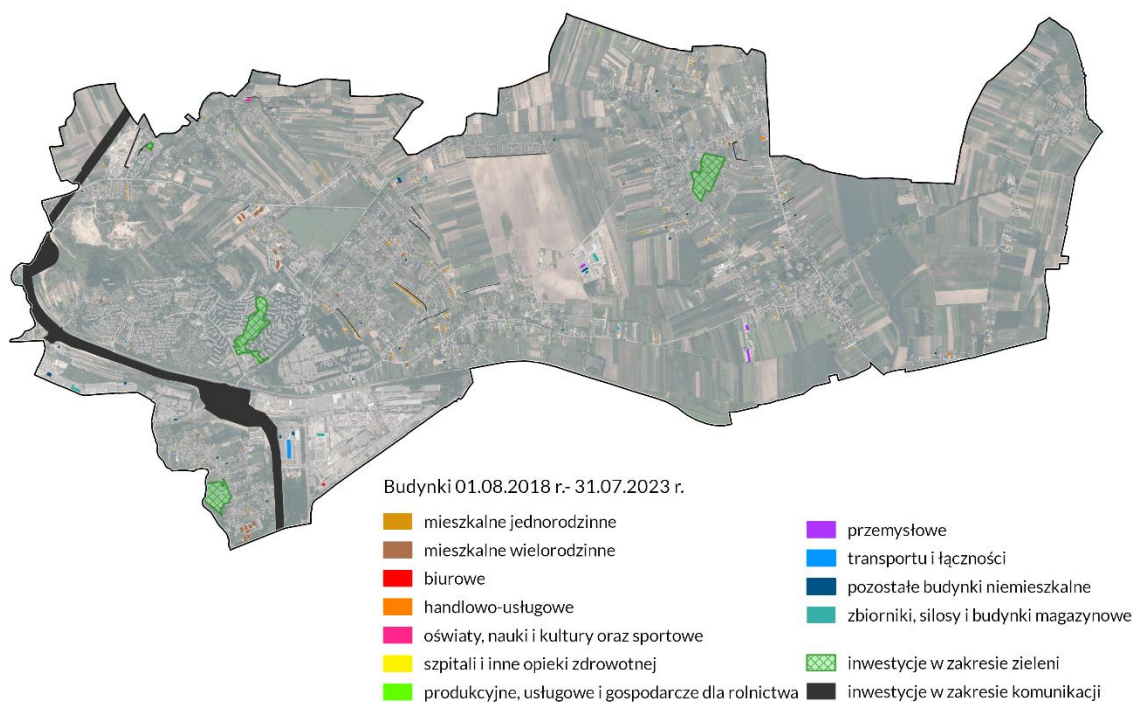 Budynki 01.08.2018 r.- 31.07.2023 r.
mieszkalne jednorodzinne
mieszkalne wielorodzinne
biurowe
handlowo-usługowe
oświaty, nauki i kultury oraz sportowe
szpitali i inne opieki zdrowotnej
produkcyjne, usługowe i gospodarcze dla rolnictwa
przemysłowe
transportu i łączności
pozostałe budynki niemieszkalne
zbiorniki, silosy i budynki magazynowe
inwestycje w zakresie zieleni
inwestycje w zakresie komunikacji